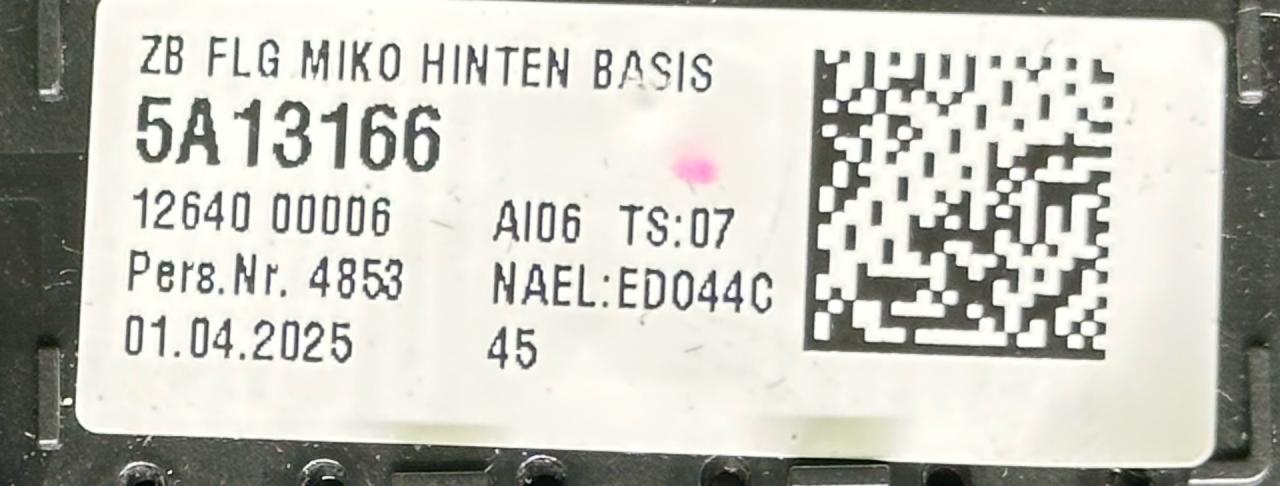 ZB FLG MIKO HINTEN BASIS
5A13166
12640 00006 AI06 TS:07
Pers.Nr. 4853 NAEL:ED044C
01.04.2025 45